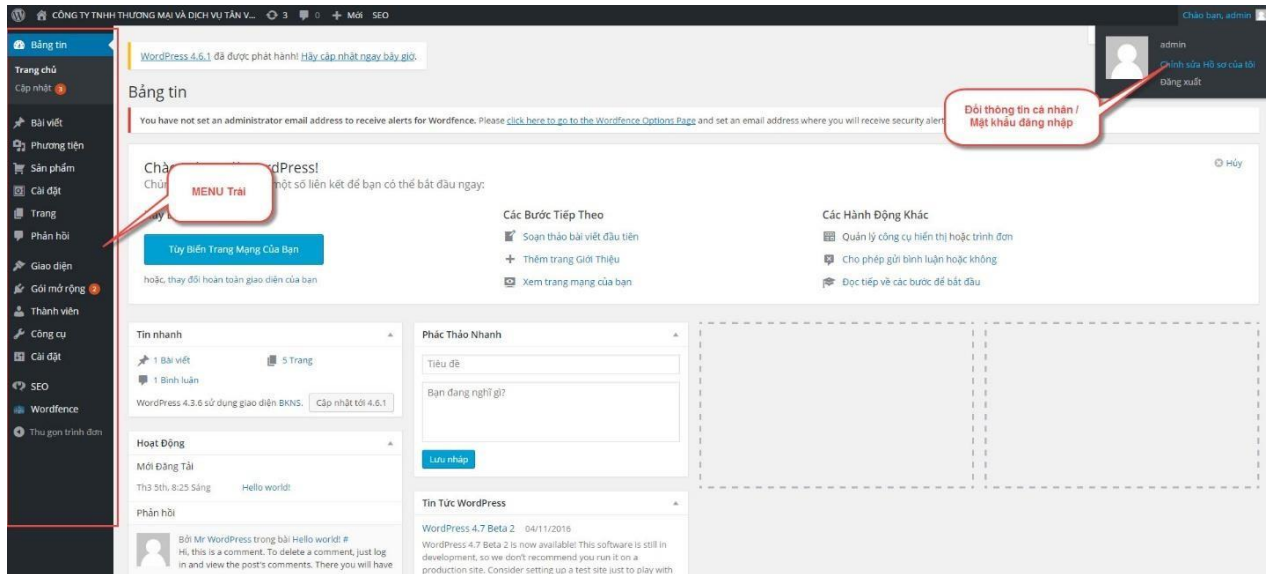 CÔNG TY TNHH THƯƠNG MẠI VÀ DỊCH VỤ TÂN V... 3 0 + Mới SEO
Chào bạn, admin
admin
Chỉnh sửa Hồ sơ của tôi
Đăng xuất
Đổi thông tin cá nhân /
Mật khẩu đăng nhập
Bảng tin
Trang chủ
Cập nhật 3
Bài viết
Phương tiện
Sản phẩm
Cài đặt
Trang
Phản hồi
Giao diện
Gói mở rộng 2
Thành viên
Công cụ
Cài đặt
SEO
Wordfence
Thu gọn trình đơn
MENU Trái
WordPress 4.6.1 đã được phát hành! Hãy cập nhật ngay bây giờ.
Bảng tin
You have not set an administrator email address to receive alerts for Wordfence. Please click here to go to the Wordfence Options Page and set an email address where you will receive security alert
Hủy
một số liên kết để bạn có thể bắt đầu ngay:
Tùy Biến Trang Mạng Của Bạn
hoặc, thay đổi hoàn toàn giao diện của bạn
Các Bước Tiếp Theo
Soạn thảo bài viết đầu tiên
Thêm trang Giới Thiệu
Xem trang mạng của bạn
Các Hành Động Khác
Quản lý công cụ hiển thị hoặc trình đơn
Cho phép gửi bình luận hoặc không
Đọc tiếp về các bước để bắt đầu
Tin nhanh
1 Bài viết 5 Trang
1 Bình luận
WordPress 4.3.6 sử dụng giao diện BKNS. Cập nhật tới 4.6.1
Hoạt Động
Mới Đăng Tải
Th3 5th, 8:25 Sáng Hello world!
Phản hồi
Bởi Mr WordPress trong bài Hello world! #
Hi, this is a comment. To delete a comment, just log
in and view the post's comments. There you will have
Phác Thảo Nhanh
Tiêu đề
Bạn đang nghĩ gì?
Lưu nháp
Tin Tức WordPress
WordPress 4.7 Beta 2 04/11/2016
WordPress 4.7 Beta 2 is now available! This software is still in
development, so we don't recommend you run it on a
production site. Consider setting up a test site just to play with